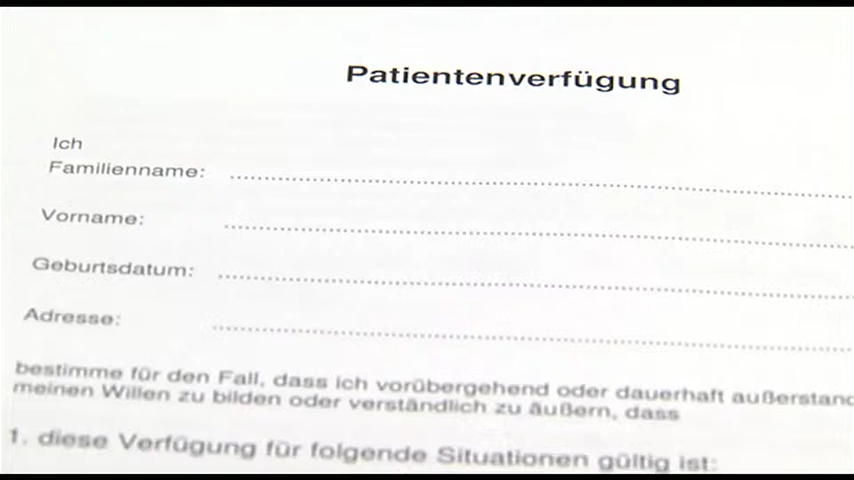 Patientenverfügung
Ich
Familienname:
Vorname:
Geburtsdatum:
Adresse:
bestimme für den Fall, dass ich vorübergehend oder dauerhaft außerstand
meinen Willen zu bilden oder verständlich zu äußern, dass
1. diese Verfügung für folgende Situationen gültig ist: